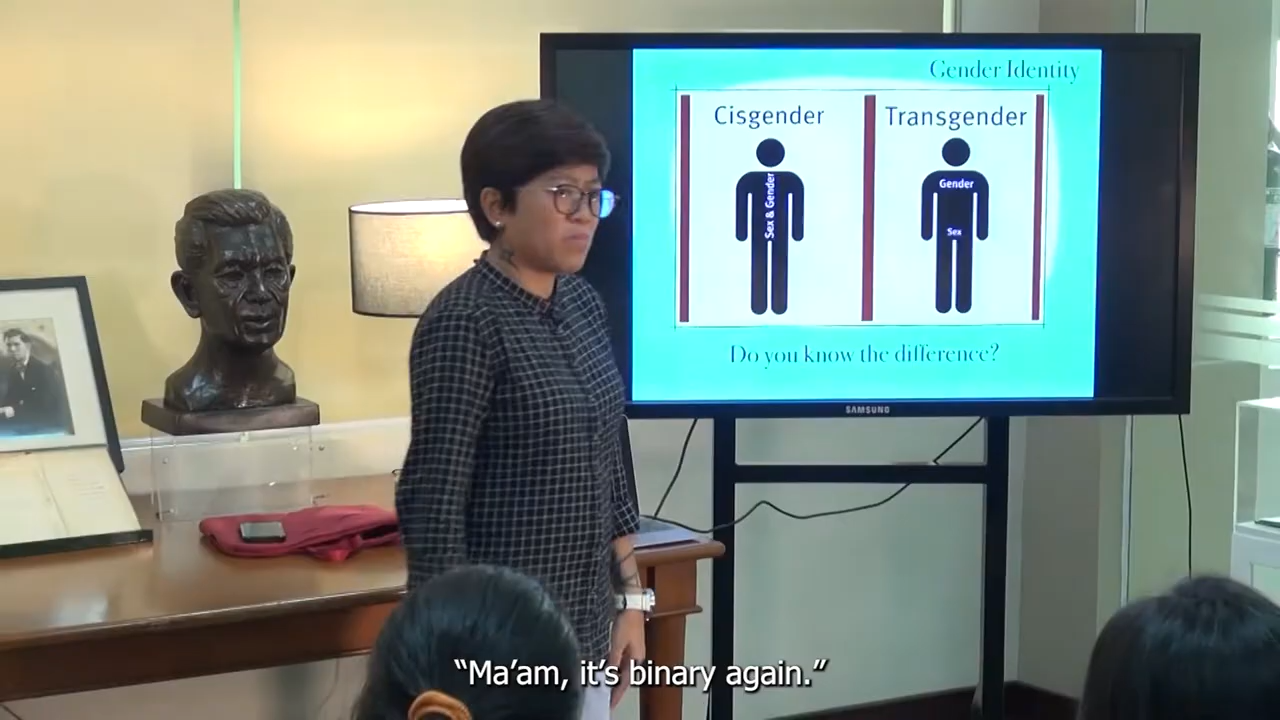 Gender Identity
Cisgender
Transgender
Sex & Gender
Gender
Sex
Do you know the difference?
SAMSUNG
“Ma’am, it’s binary again.”